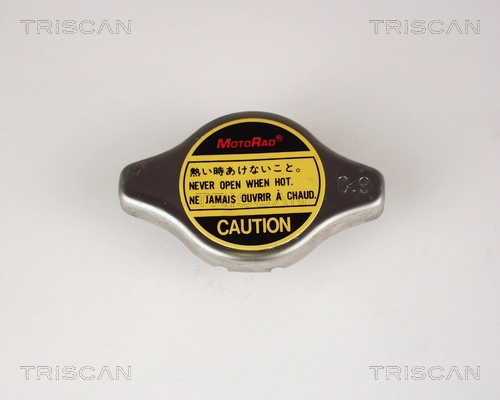 TRISCAN TRISCAN
MOTORAD®
熱い時あけないこと。
NEVER OPEN WHEN HOT.
NE JAMAIS OUVRIR À CHAUD.
TRISCAN
CAUTION
0.9
TRISCAN TRISCAN